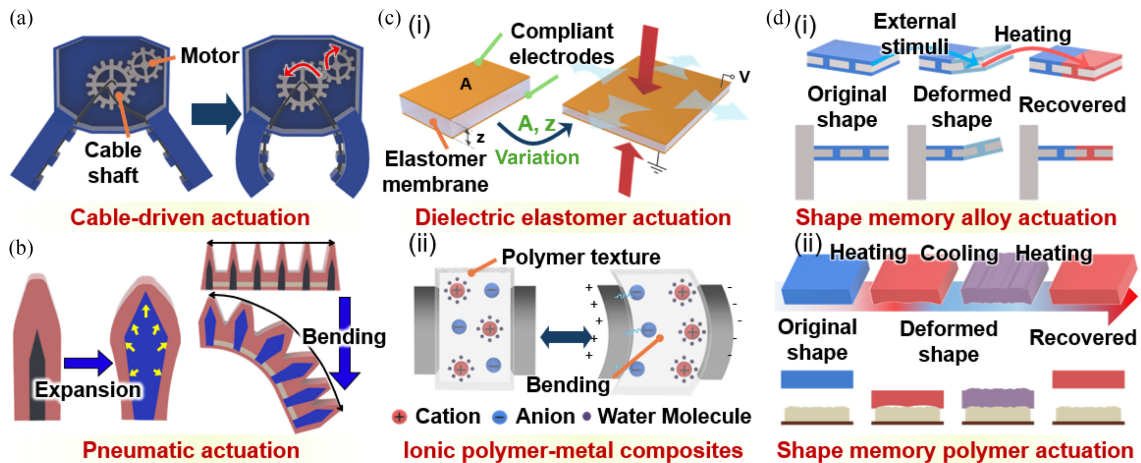 (a)
Motor
Cable
shaft
Cable-driven actuation
(b)
Expansion
Bending
Pneumatic actuation
(c)
(i)
Compliant
electrodes
A
V
z
A, z
Variation
Elastomer
membrane
Dielectric elastomer actuation
(ii)
Polymer texture
+ + + + +
- - - - -
Bending
+ Cation - Anion Water Molecule
Ionic polymer-metal composites
(d)
(i)
External
stimuli
Heating
Original
shape
Deformed
shape
Recovered
Shape memory alloy actuation
(ii)
Heating Cooling Heating
Original
shape
Deformed
shape
Recovered
Shape memory polymer actuation